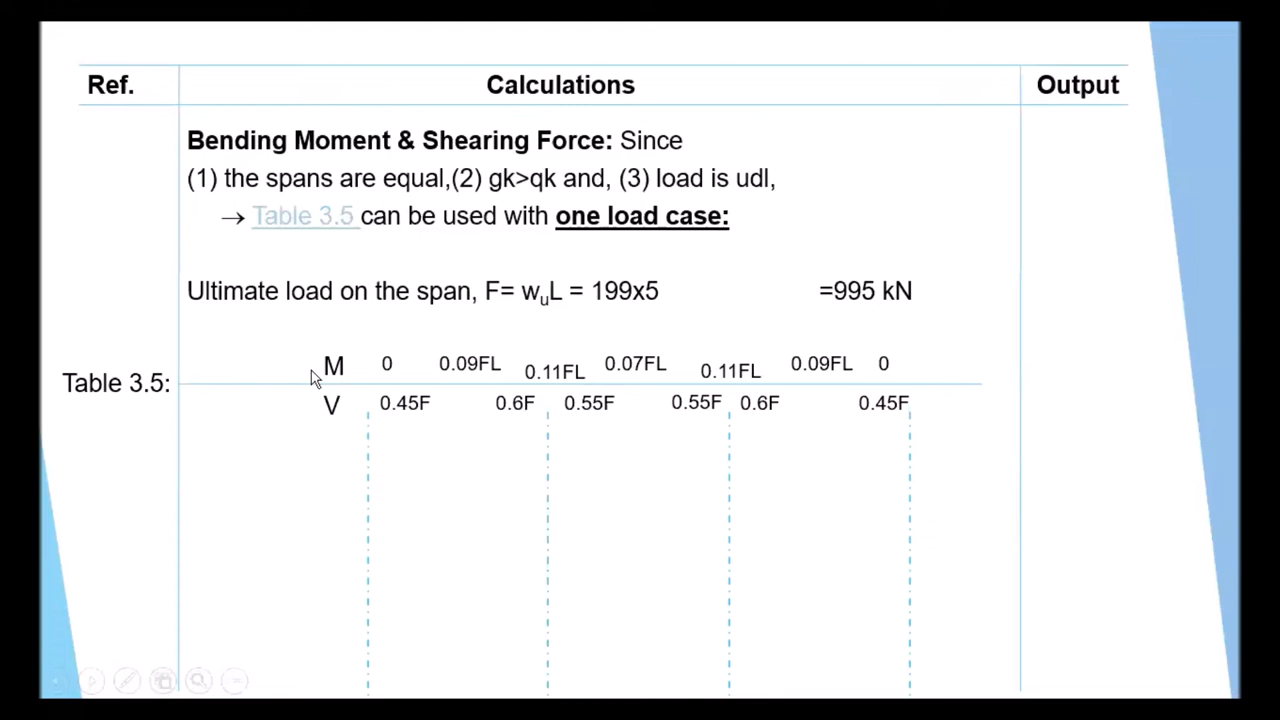 Ref. Calculations Output
Bending Moment & Shearing Force: Since
(1) the spans are equal,(2) gk>qk and, (3) load is udl,
→ Table 3.5 can be used with one load case:
Ultimate load on the span, F= wuL = 199x5 =995 kN
Table 3.5:
M 0 0.09FL 0.11FL 0.07FL 0.11FL 0.09FL 0
V 0.45F 0.6F 0.55F 0.55F 0.6F 0.45F